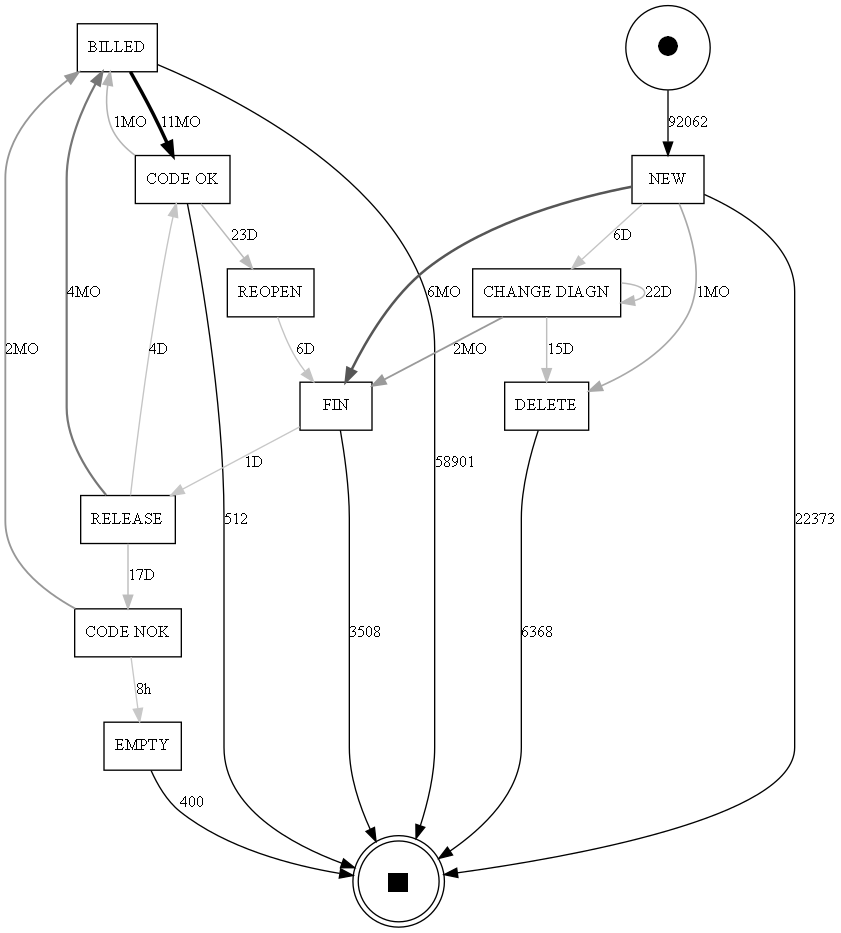 BILLED
1MO
11MO
92062
CODE OK
NEW
23D
6D
REOPEN
CHANGE DIAGN
22D
4MO
6MO
1MO
2MO
4D
6D
2MO
15D
FIN
DELETE
1D
58901
RELEASE
512
22373
17D
CODE NOK
3508
6368
8h
EMPTY
400